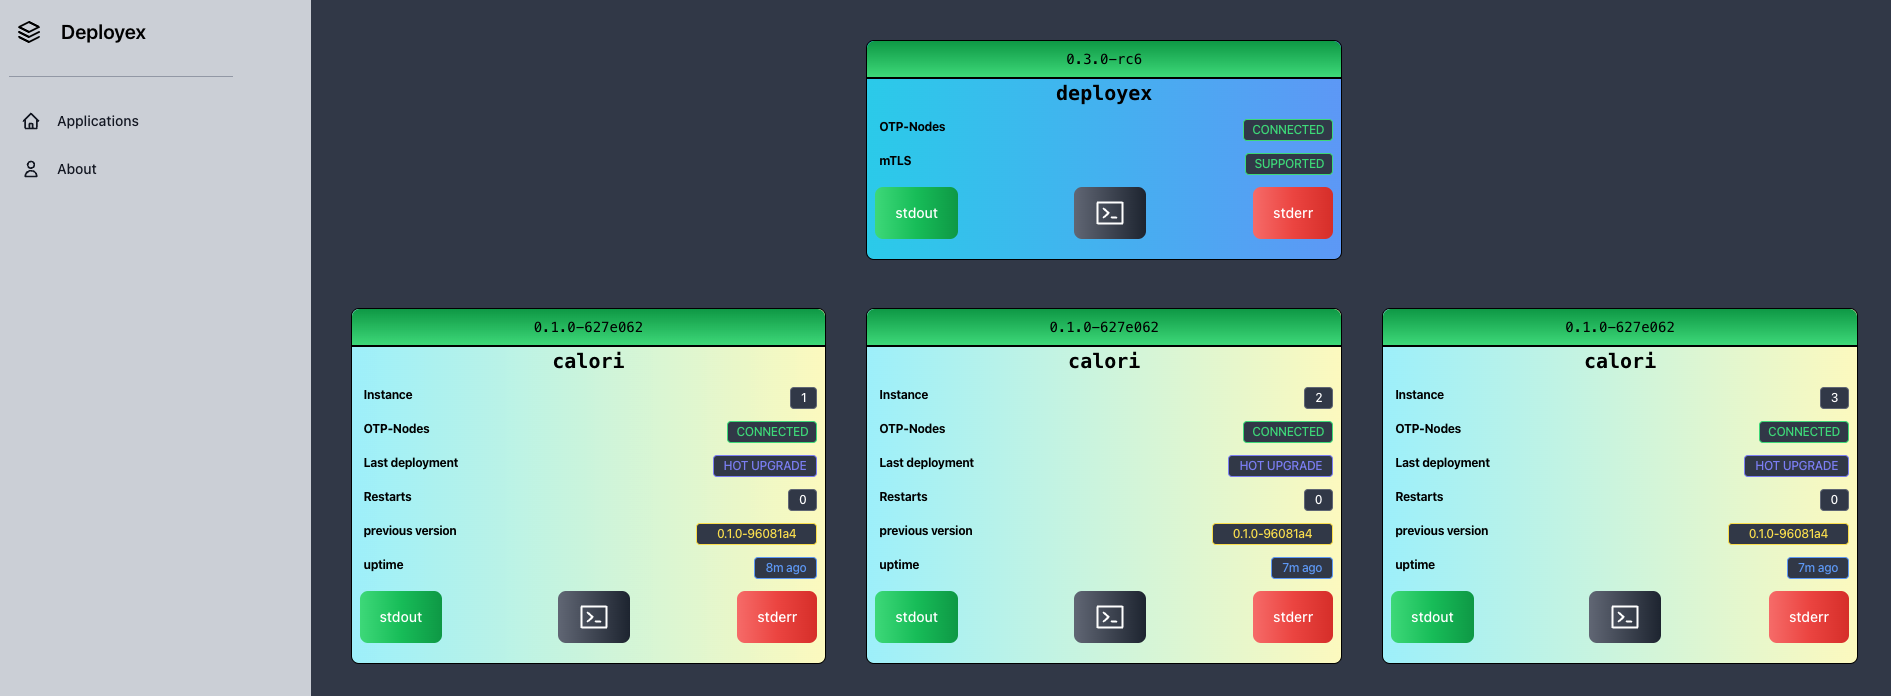 Deployex
Applications
About
0.3.0-rc6
deployex
OTP-Nodes CONNECTED
mTLS SUPPORTED
stdout stderr
0.1.0-627e062
calori
Instance 1
OTP-Nodes CONNECTED
Last deployment HOT UPGRADE
Restarts 0
previous version 0.1.0-96081a4
uptime 8m ago
stdout stderr
0.1.0-627e062
calori
Instance 2
OTP-Nodes CONNECTED
Last deployment HOT UPGRADE
Restarts 0
previous version 0.1.0-96081a4
uptime 7m ago
stdout stderr
0.1.0-627e062
calori
Instance 3
OTP-Nodes CONNECTED
Last deployment HOT UPGRADE
Restarts 0
previous version 0.1.0-96081a4
uptime 7m ago
stdout stderr